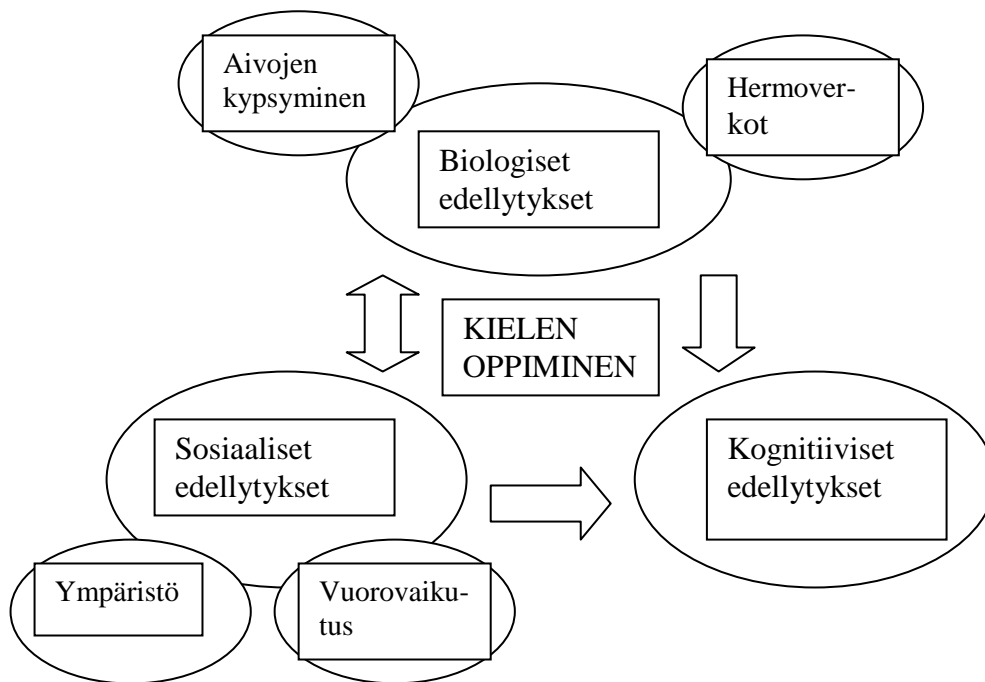 Aivojen
kypsyminen
Hermover-
kot
Biologiset
edellytykset
KIELEN
OPPIMINEN
Sosiaaliset
edellytykset
Kognitiiviset
edellytykset
Ympäristö
Vuorovaiku-
tus